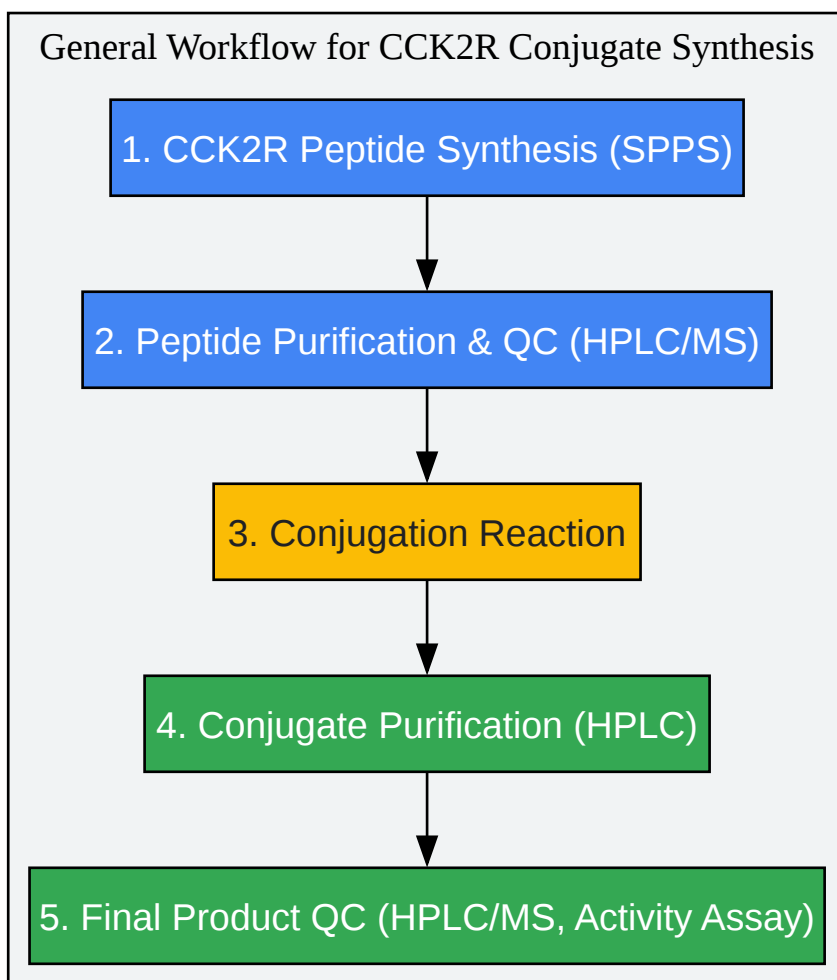 General Workflow for CCK2R Conjugate Synthesis
1. CCK2R Peptide Synthesis (SPPS)
2. Peptide Purification & QC (HPLC/MS)
3. Conjugation Reaction
4. Conjugate Purification (HPLC)
5. Final Product QC (HPLC/MS, Activity Assay)